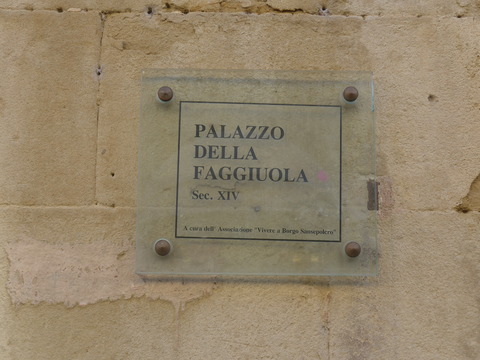 PALAZZO
DELLA
FAGGIUOLA
Sec. XIV
A cura dell' Associazione "Vivere a Borgo Sansepolcro"